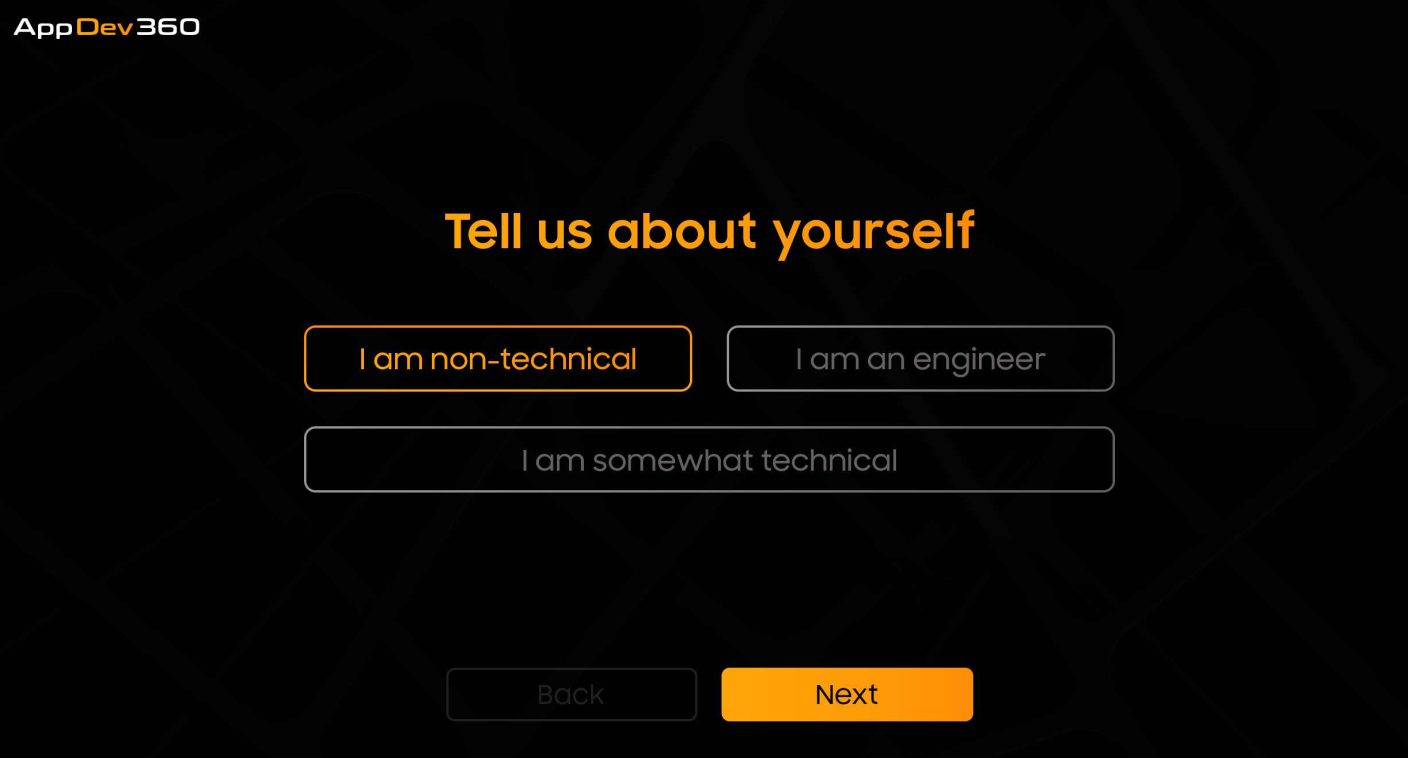 AppDev360
Tell us about yourself
I am non-technical
I am an engineer
I am somewhat technical
Back
Next